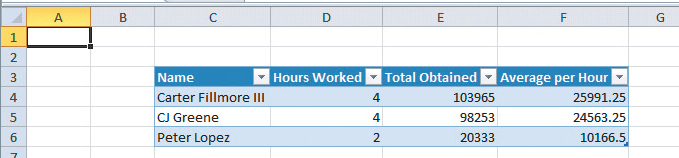 A B C D E F G
1
2
3 Name Hours Worked Total Obtained Average per Hour
4 Carter Fillmore III 4 103965 25991.25
5 CJ Greene 4 98253 24563.25
6 Peter Lopez 2 20333 10166.5
7